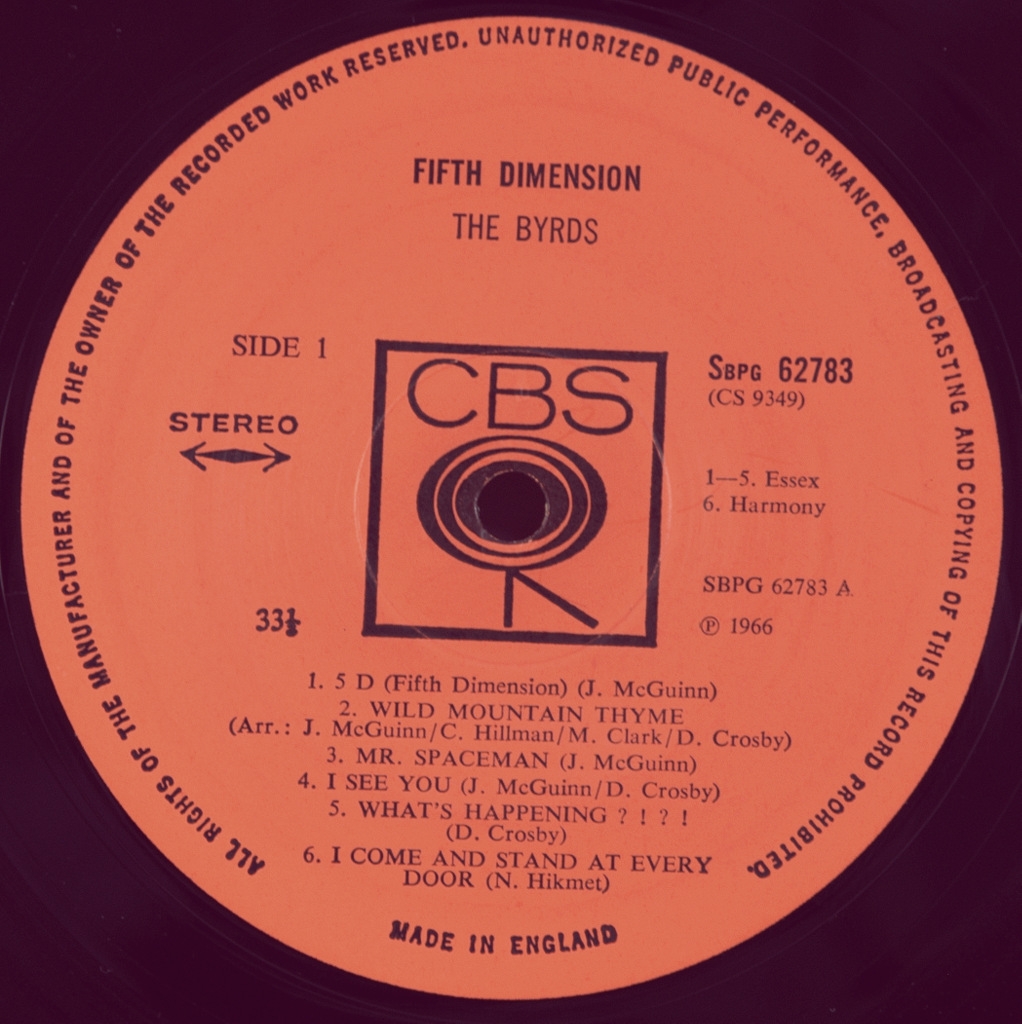 ALL RIGHTS OF THE MANUFACTURER AND OF THE OWNER OF THE RECORDED WORK RESERVED. UNAUTHORIZED PUBLIC PERFORMANCE, BROADCASTING AND COPYING OF THIS RECORD PROHIBITED.
FIFTH DIMENSION
THE BYRDS
SIDE 1
STEREO
33⅓
CBS
SBPG 62783
(CS 9349)
1—5. Essex
6. Harmony
SBPG 62783 A
℗ 1966
1. 5 D (Fifth Dimension) (J. McGuinn)
2. WILD MOUNTAIN THYME
(Arr.: J. McGuinn/C. Hillman/M. Clark/D. Crosby)
3. MR. SPACEMAN (J. McGuinn)
4. I SEE YOU (J. McGuinn/D. Crosby)
5. WHAT'S HAPPENING ? ! ? !
(D. Crosby)
6. I COME AND STAND AT EVERY
DOOR (N. Hikmet)
MADE IN ENGLAND